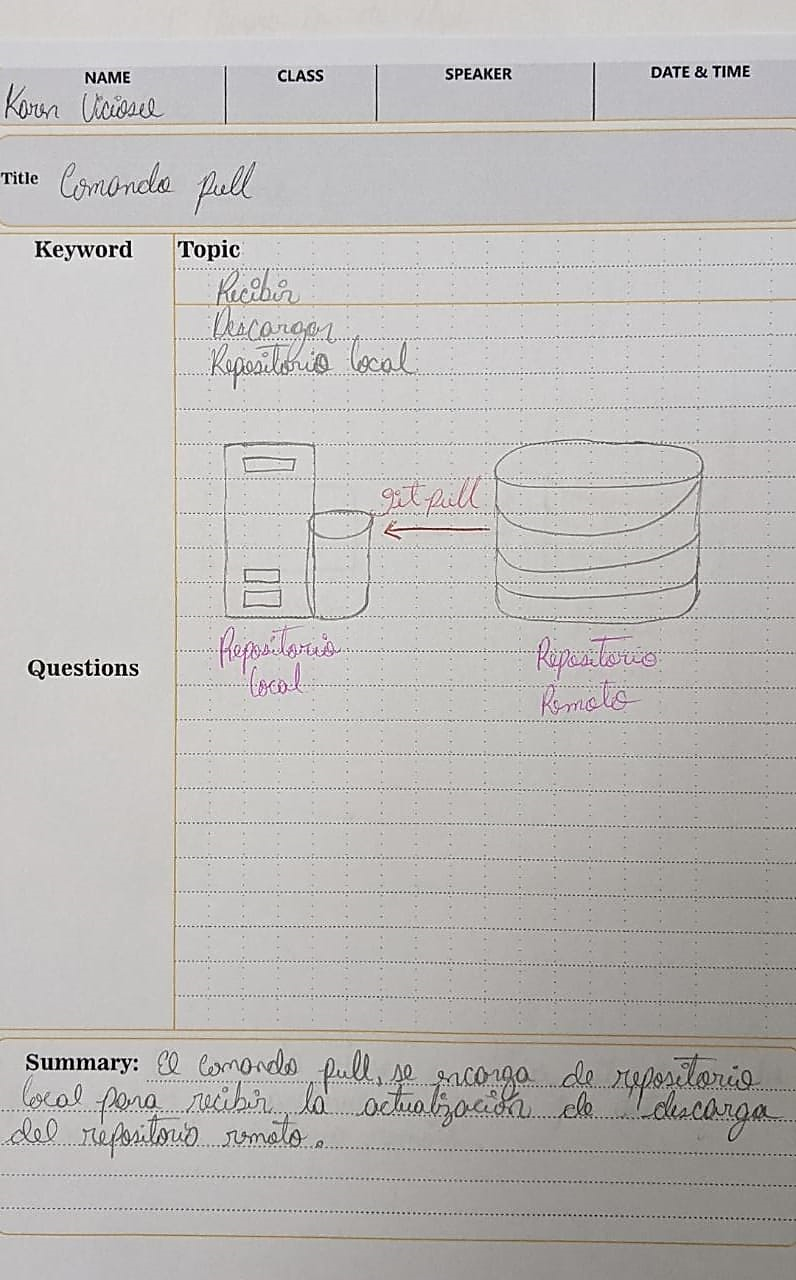 NAME CLASS SPEAKER DATE & TIME
Karen Viciosee
Title Comando pull
Keyword Topic
Recibir
Descargar
Repositorio local
git pull
Repositorio
local
Repositorio
Remoto
Questions
Summary: El Comando pull, se encarga de repositorio
local para recibir la actualización de descarga
del repositorio remoto.